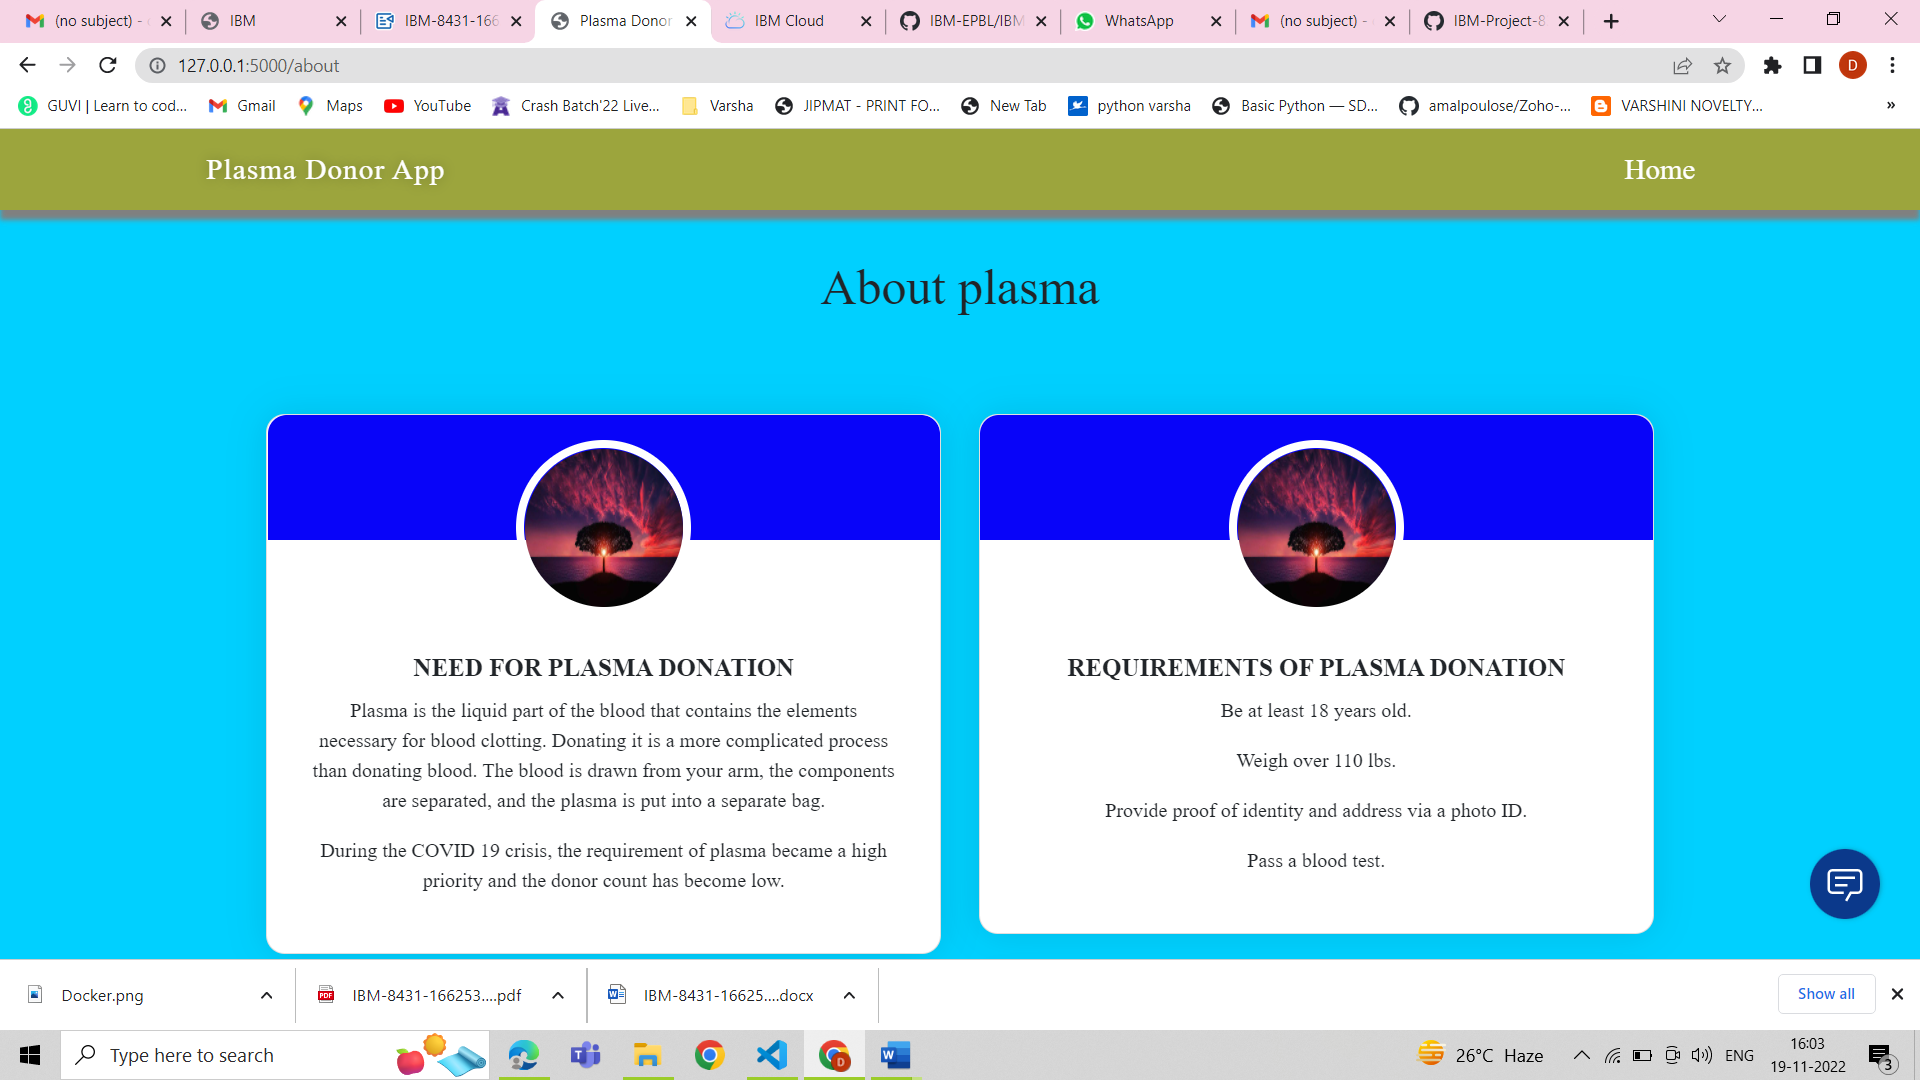 (no subject) -
IBM
IBM-8431-166
Plasma Donor
IBM Cloud
IBM-EPBL/IBM
WhatsApp
(no subject) -
IBM-Project-8
127.0.0.1:5000/about
D
GUVI | Learn to cod...
Gmail
Maps
YouTube
Crash Batch'22 Live...
Varsha
JIPMAT - PRINT FO...
New Tab
python varsha
Basic Python — SD...
amalpoulose/Zoho-...
VARSHINI NOVELTY...
»
Plasma Donor App
Home
About plasma
NEED FOR PLASMA DONATION
Plasma is the liquid part of the blood that contains the elements
necessary for blood clotting. Donating it is a more complicated process
than donating blood. The blood is drawn from your arm, the components
are separated, and the plasma is put into a separate bag.
During the COVID 19 crisis, the requirement of plasma became a high
priority and the donor count has become low.
REQUIREMENTS OF PLASMA DONATION
Be at least 18 years old.
Weigh over 110 lbs.
Provide proof of identity and address via a photo ID.
Pass a blood test.
Docker.png
IBM-8431-166253....pdf
IBM-8431-16625....docx
Show all
Type here to search
26°C Haze
ENG
16:03
19-11-2022
3